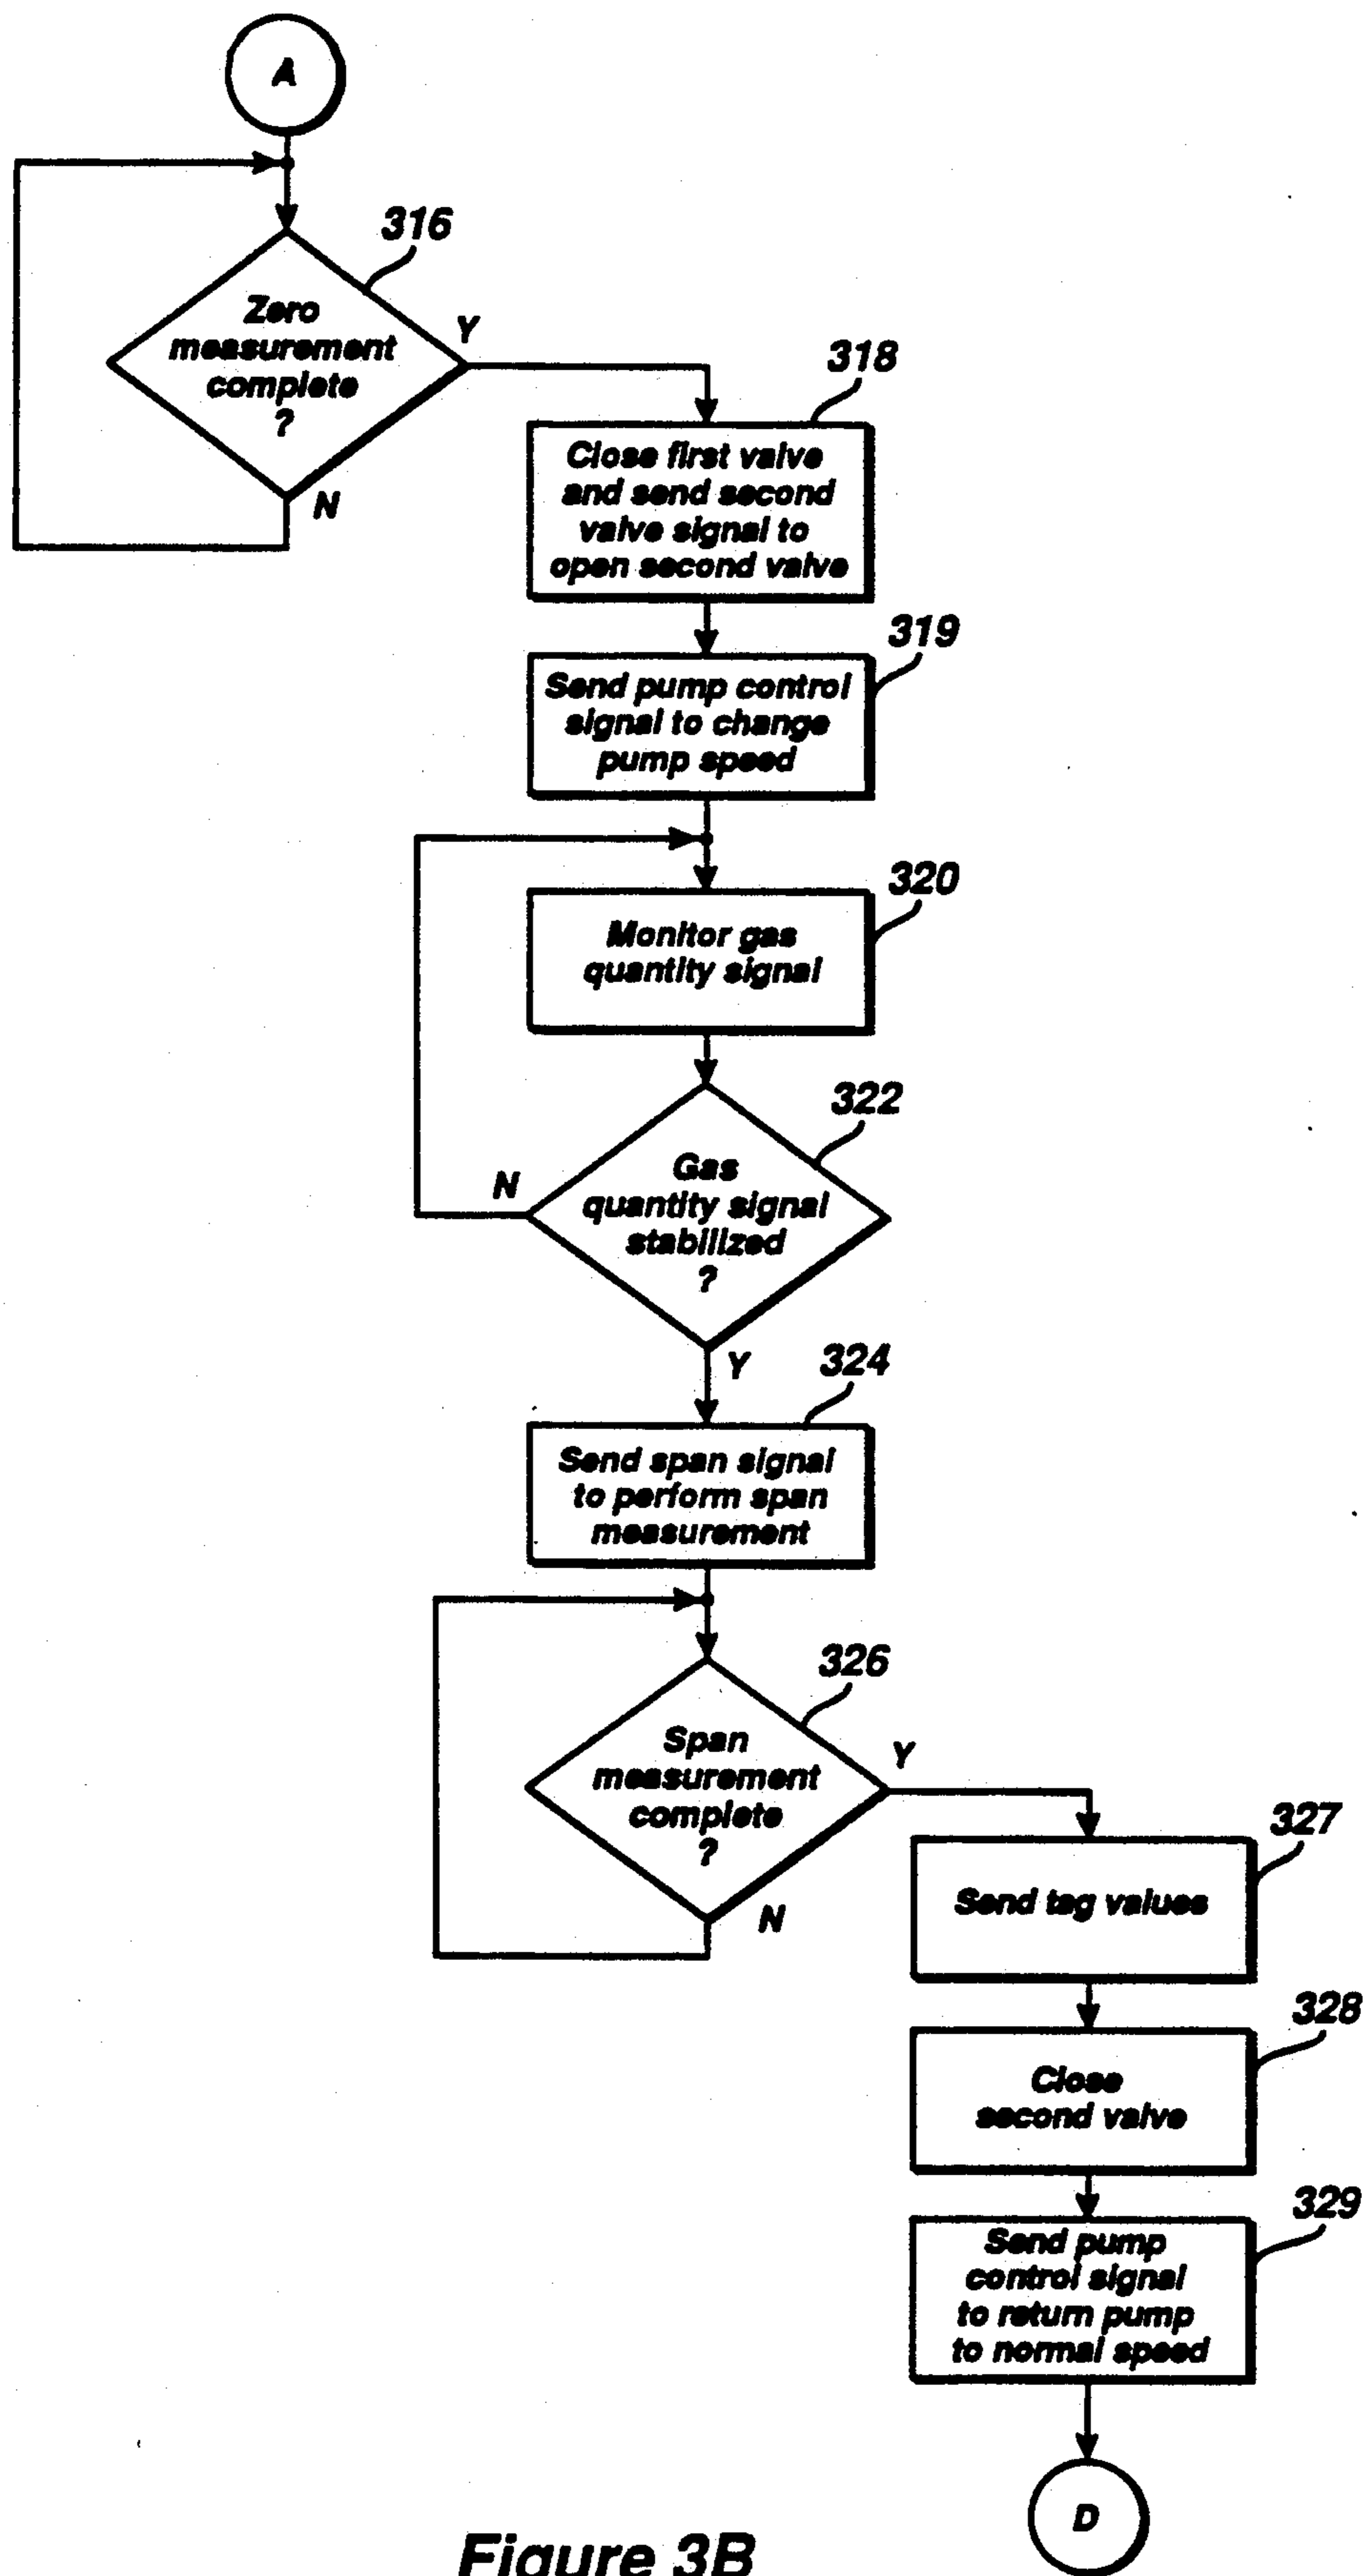 A
316
Zero
measurement
complete
?
Y
N
318
Close first valve
and send second
valve signal to
open second valve
319
Send pump control
signal to change
pump speed
320
Monitor gas
quantity signal
322
Gas
quantity signal
stabilized
?
N
Y
324
Send span signal
to perform span
measurement
326
Span
measurement
complete
?
Y
N
327
Send tag values
328
Close
second valve
329
Send pump
control signal
to return pump
to normal speed
D
Figure 3B